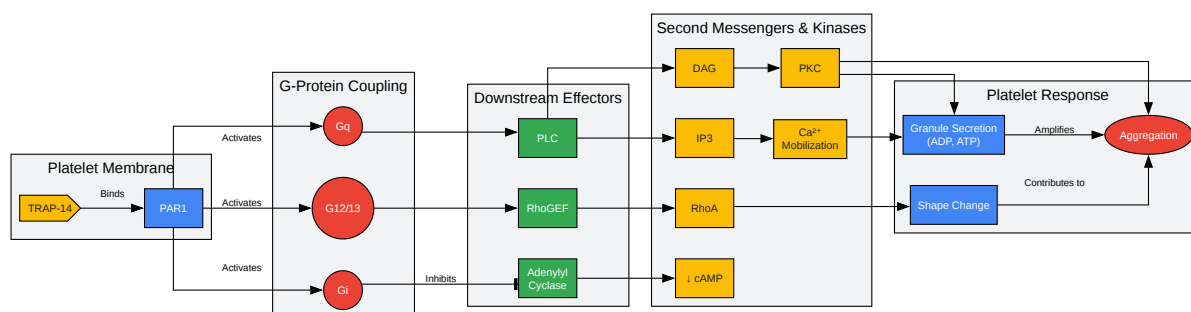 Second Messengers & Kinases
DAG
PKC
G-Protein Coupling
Downstream Effectors
Platelet Response
Gq
PLC
IP3
Ca²⁺
Mobilization
Granule Secretion
(ADP, ATP)
Amplifies
Aggregation
Activates
Platelet Membrane
TRAP-14
Binds
PAR1
Activates
G12/13
RhoGEF
RhoA
Shape Change
Contributes to
Activates
Gi
Inhibits
Adenylyl
Cyclase
↓ cAMP